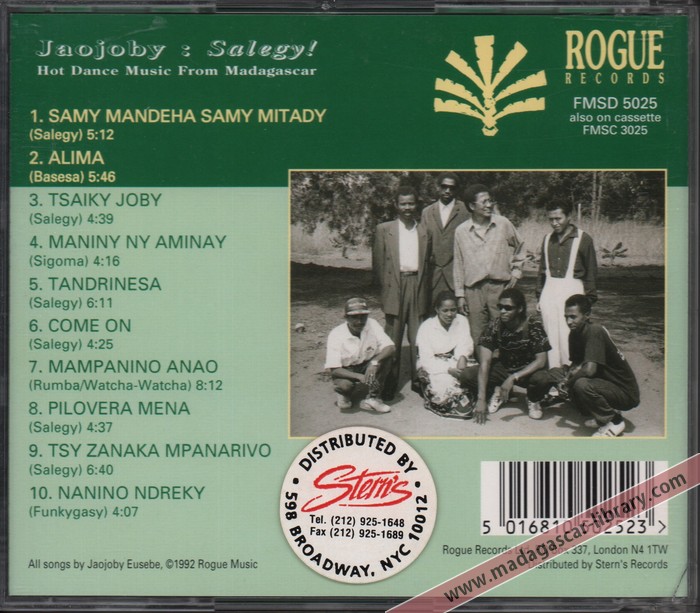 Jaojoby : Salegy!
Hot Dance Music From Madagascar
ROGUE
RECORDS
FMSD 5025
also on cassette
FMSC 3025
1. SAMY MANDEHA SAMY MITADY
(Salegy) 5:12
2. ALIMA
(Basesa) 5:46
3. TSAIKY JOBY
(Salegy) 4:39
4. MANINY NY AMINAY
(Sigoma) 4:16
5. TANDRINESA
(Salegy) 6:11
6. COME ON
(Salegy) 4:25
7. MAMPANINO ANAO
(Rumba/Watcha-Watcha) 8:12
8. PILOVERA MENA
(Salegy) 4:37
9. TSY ZANAKA MPANARIVO
(Salegy) 6:40
10. NANINO NDREKY
(Funkygasy) 4:07
All songs by Jaojoby Eusebe, ©1992 Rogue Music
• DISTRIBUTED BY •
Stern's
Tel. (212) 925-1648
Fax (212) 925-1689
598 BROADWAY, NYC 10012
Rogue Records 337, London N4 1TW
Distributed by Stern's Records
www.madagascar-library.com